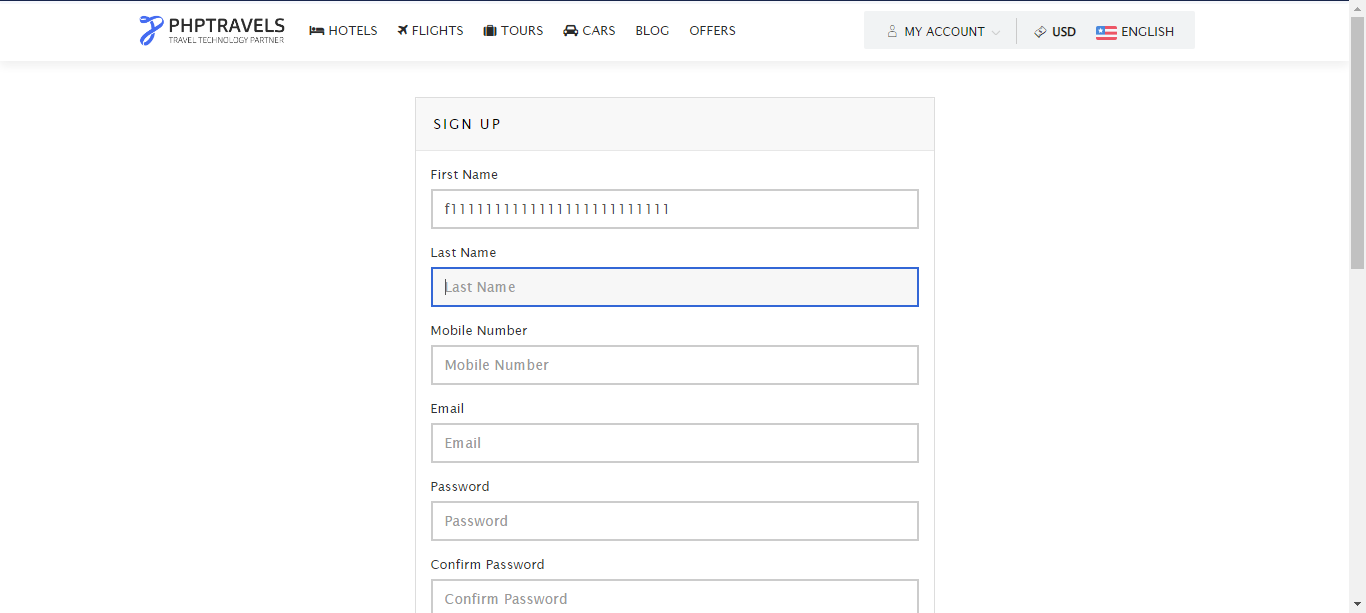 PHPTRAVELS
TRAVEL TECHNOLOGY PARTNER
HOTELS FLIGHTS TOURS CARS BLOG OFFERS MY ACCOUNT USD ENGLISH
SIGN UP
First Name
f1111111111111111111111111
Last Name
Last Name
Mobile Number
Mobile Number
Email
Email
Password
Password
Confirm Password
Confirm Password